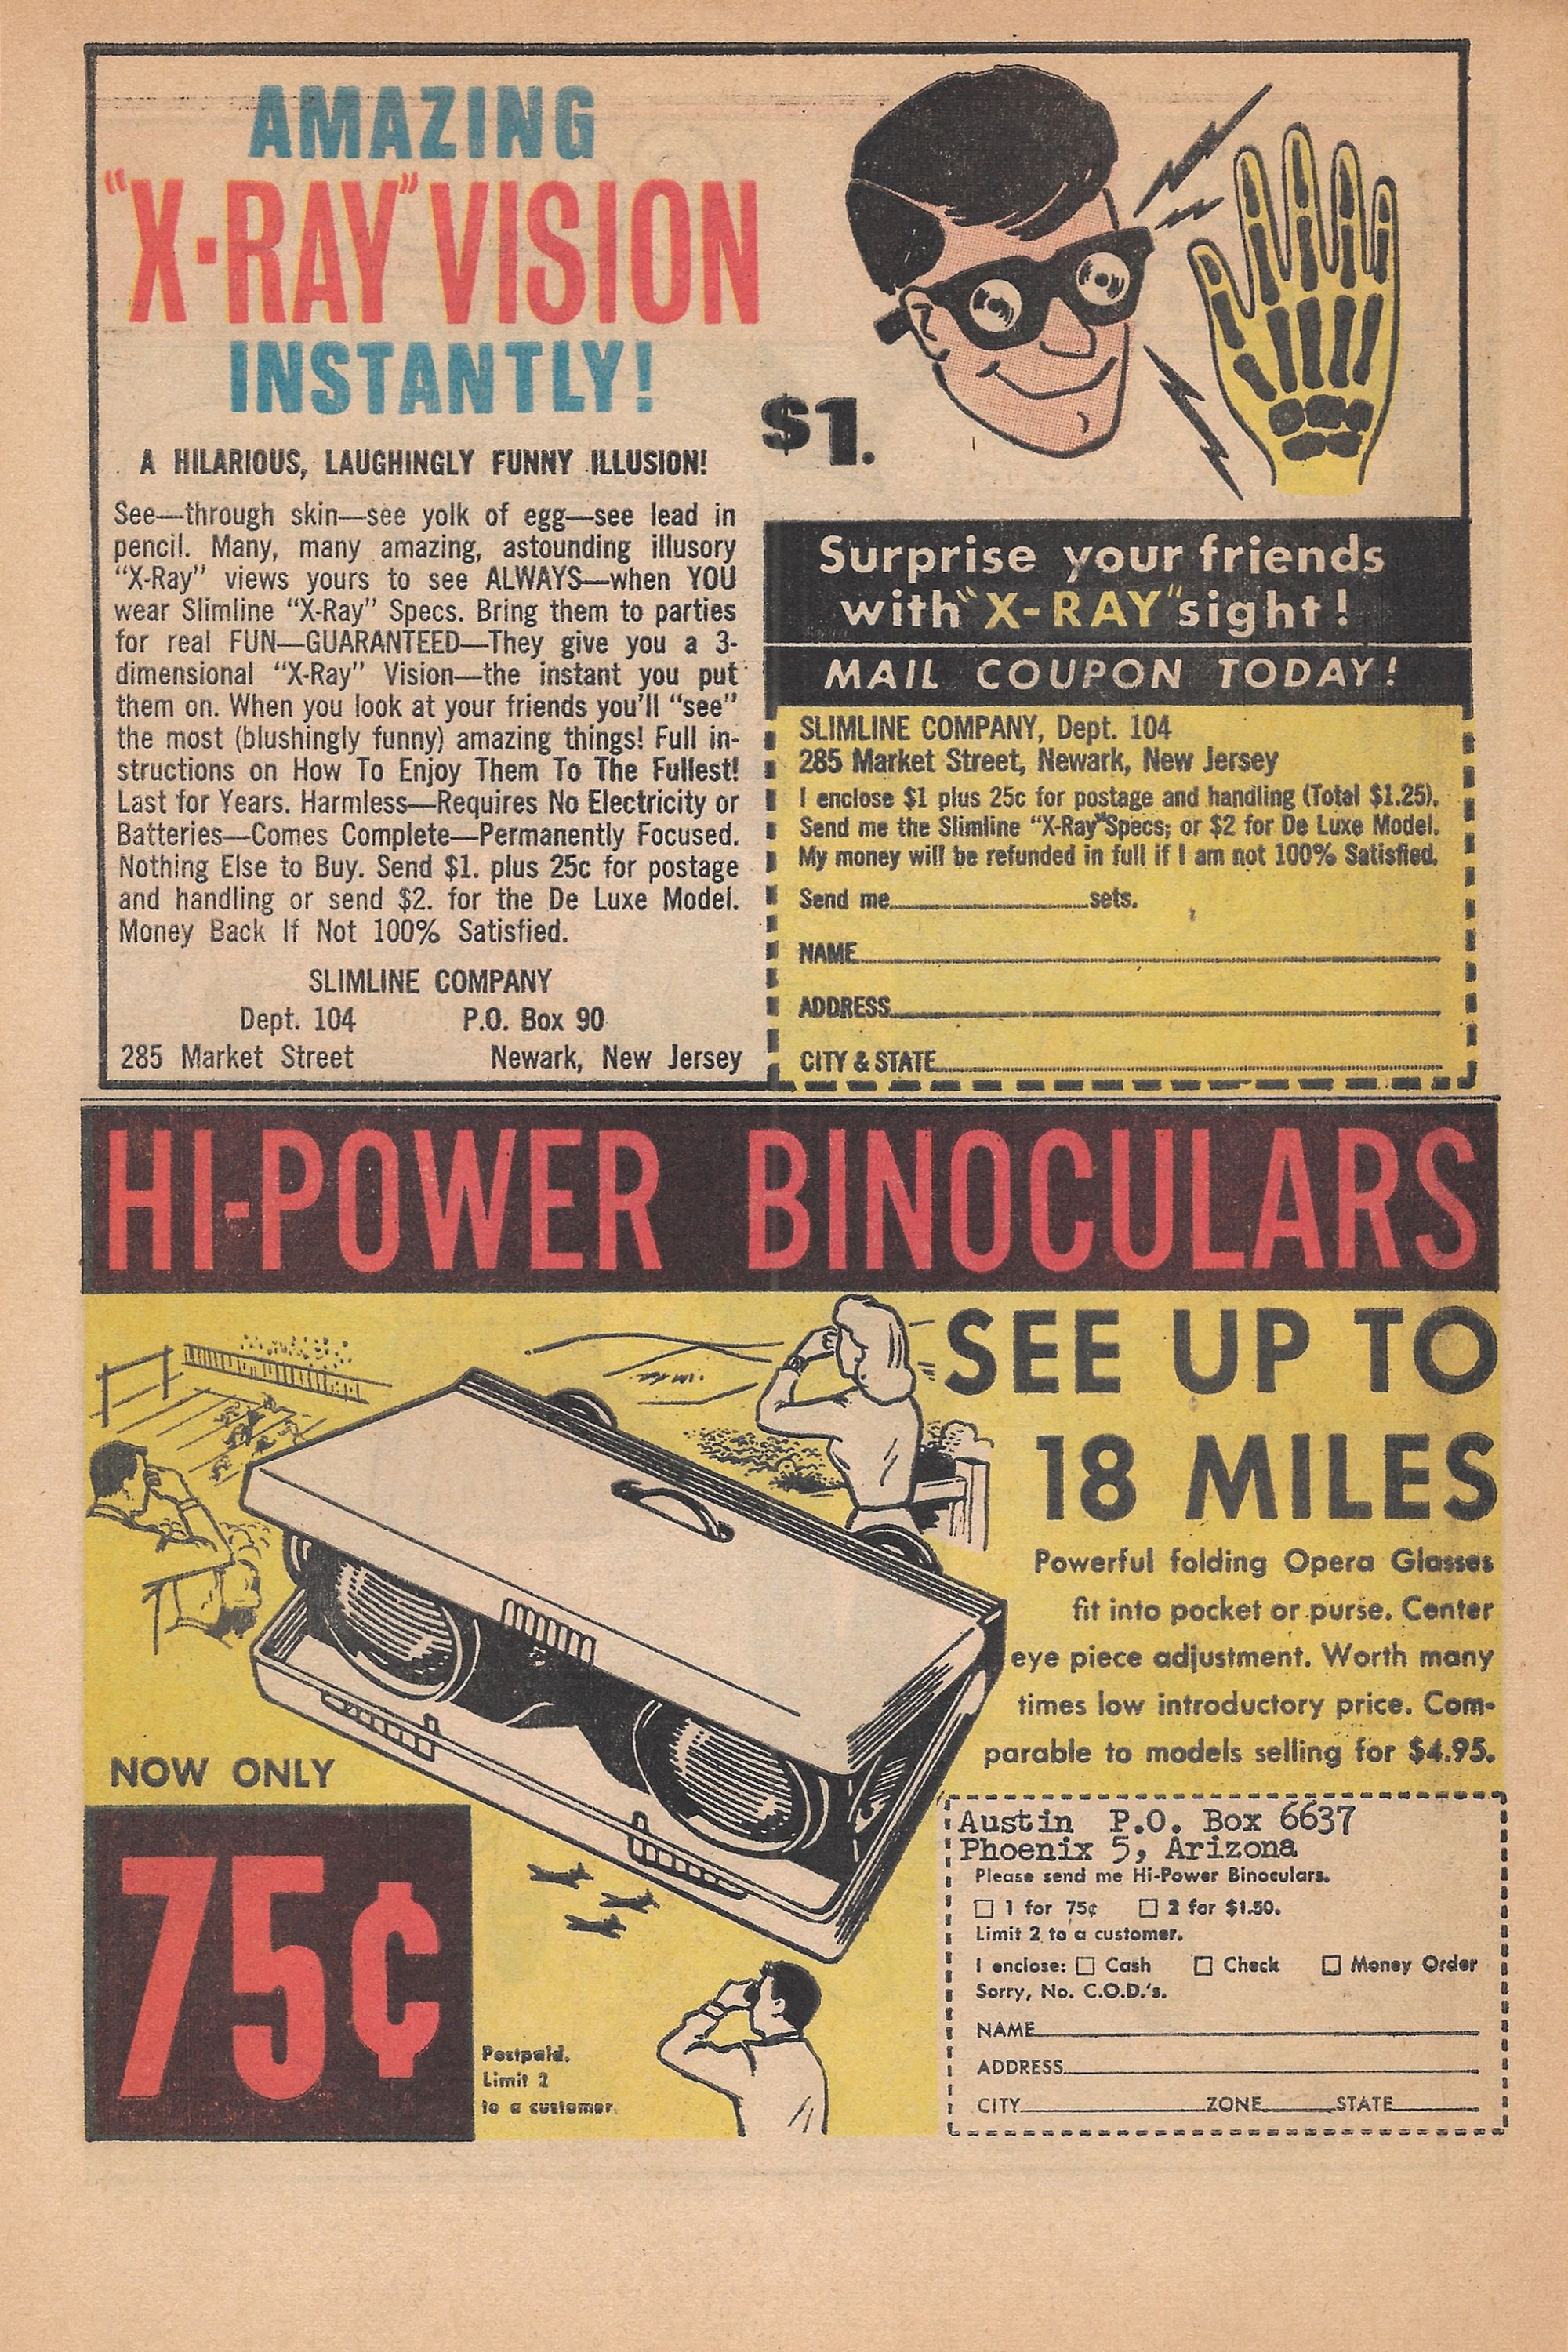 AMAZING
"X-RAY" VISION
INSTANTLY!
A HILARIOUS, LAUGHINGLY FUNNY ILLUSION!
See—through skin—see yolk of egg—see lead in
pencil. Many, many amazing, astounding illusory
"X-Ray" views yours to see ALWAYS—when YOU
wear Slimline "X-Ray" Specs. Bring them to parties
for real FUN—GUARANTEED—They give you a 3-
dimensional "X-Ray" Vision—the instant you put
them on. When you look at your friends you'll "see"
the most (blushingly funny) amazing things! Full in-
structions on How To Enjoy Them To The Fullest!
Last for Years. Harmless—Requires No Electricity or
Batteries—Comes Complete—Permanently Focused.
Nothing Else to Buy. Send $1. plus 25c for postage
and handling or send $2. for the De Luxe Model.
Money Back If Not 100% Satisfied.
SLIMLINE COMPANY
Dept. 104 P.O. Box 90
285 Market Street Newark, New Jersey
$1.
Surprise your friends
with "X-RAY" sight!
MAIL COUPON TODAY!
SLIMLINE COMPANY, Dept. 104
285 Market Street, Newark, New Jersey
I enclose $1 plus 25c for postage and handling (Total $1.25).
Send me the Slimline "X-Ray" Specs; or $2 for De Luxe Model.
My money will be refunded in full if I am not 100% Satisfied.
Send me sets.
NAME
ADDRESS
CITY & STATE
HI-POWER BINOCULARS
SEE UP TO
18 MILES
Powerful folding Opera Glasses
fit into pocket or purse. Center
eye piece adjustment. Worth many
times low introductory price. Com-
parable to models selling for $4.95.
NOW ONLY
75¢
Postpaid.
Limit 2
to a customer
Austin P.O. Box 6637
Phoenix 5, Arizona
Please send me Hi-Power Binoculars.
☐ 1 for 75¢ ☐ 2 for $1.50.
Limit 2 to a customer.
I enclose: ☐ Cash ☐ Check ☐ Money Order
Sorry, No. C.O.D.'s.
NAME
ADDRESS
CITY ZONE STATE